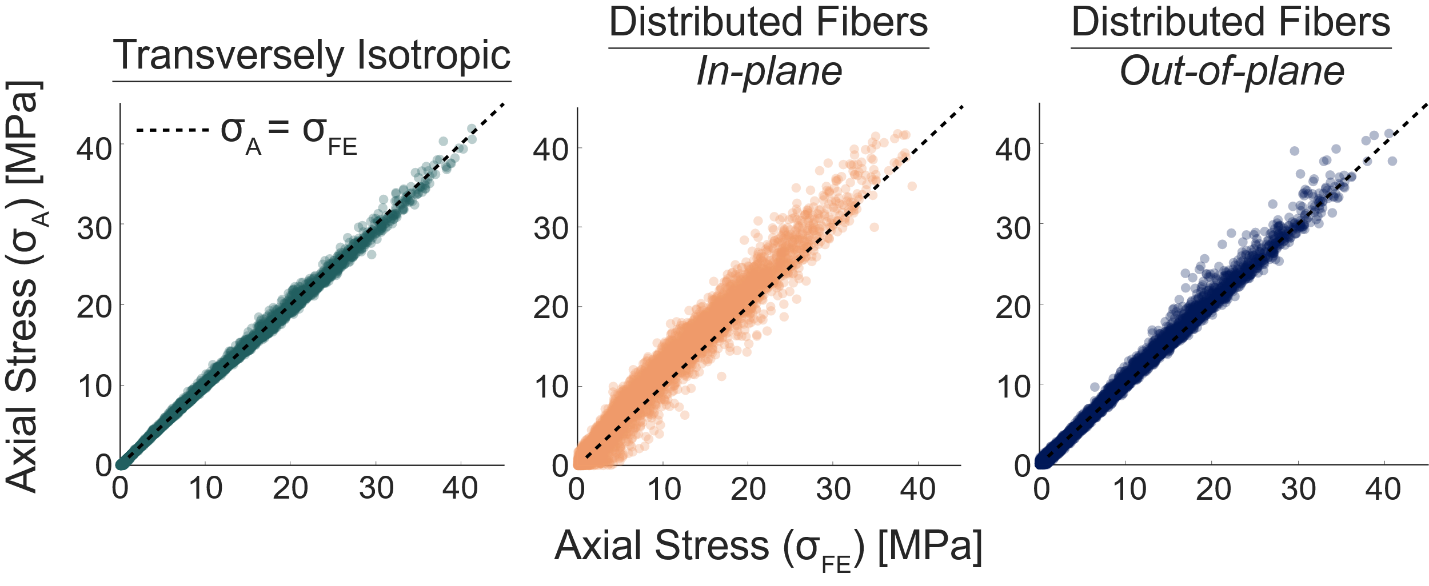 Transversely Isotropic
Distributed Fibers
In-plane
Distributed Fibers
Out-of-plane
Axial Stress (σA) [MPa]
σA = σFE
40
30
20
10
0
0 10 20 30 40
40
30
20
10
0
0 10 20 30 40
40
30
20
10
0
0 10 20 30 40
Axial Stress (σFE) [MPa]